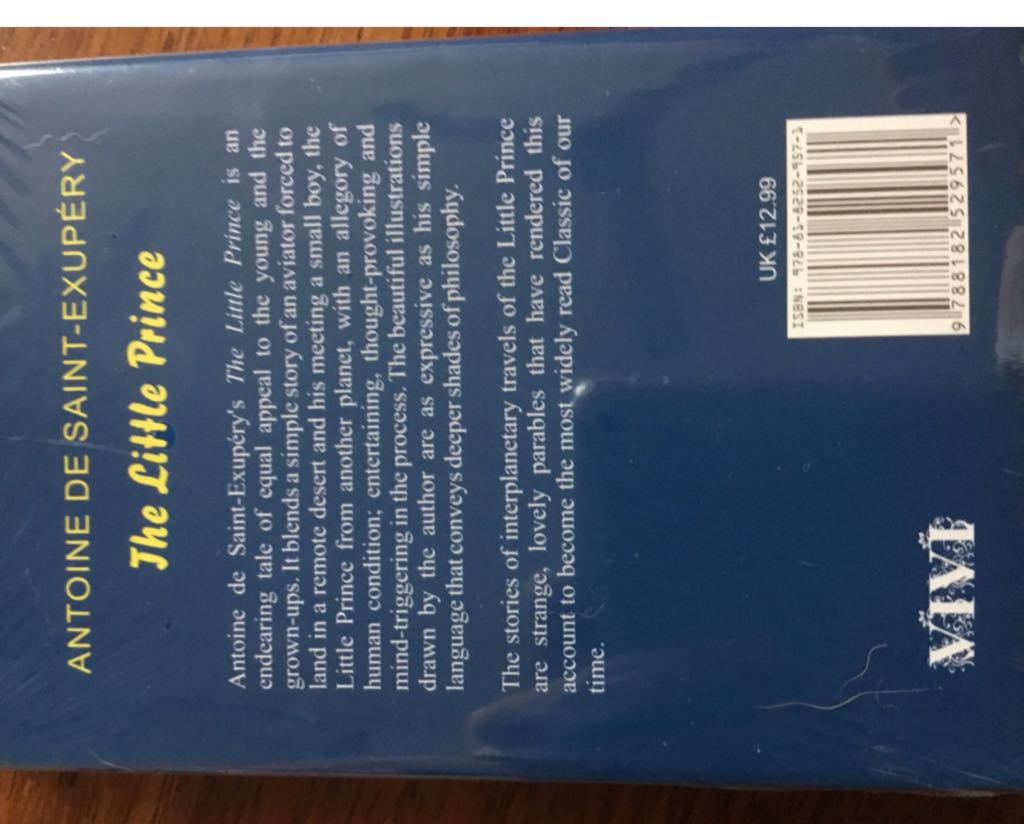 ANTOINE DE SAINT-EXUPÉRY
The Little Prince
Antoine de Saint-Exupéry's The Little Prince is an
endearing tale of equal appeal to the young and the
grown-ups. It blends a simple story of an aviator forced to
land in a remote desert and his meeting a small boy, the
Little Prince from another planet, with an allegory of
human condition; entertaining, thought-provoking and
mind-triggering in the process. The beautiful illustrations
drawn by the author are as expressive as his simple
language that conveys deeper shades of philosophy.
The stories of interplanetary travels of the Little Prince
are strange, lovely parables that have rendered this
account to become the most widely read Classic of our
time.
UK £12.99
ISBN: 978-81-8252-957-1
9 788182 529571 >
VIVI